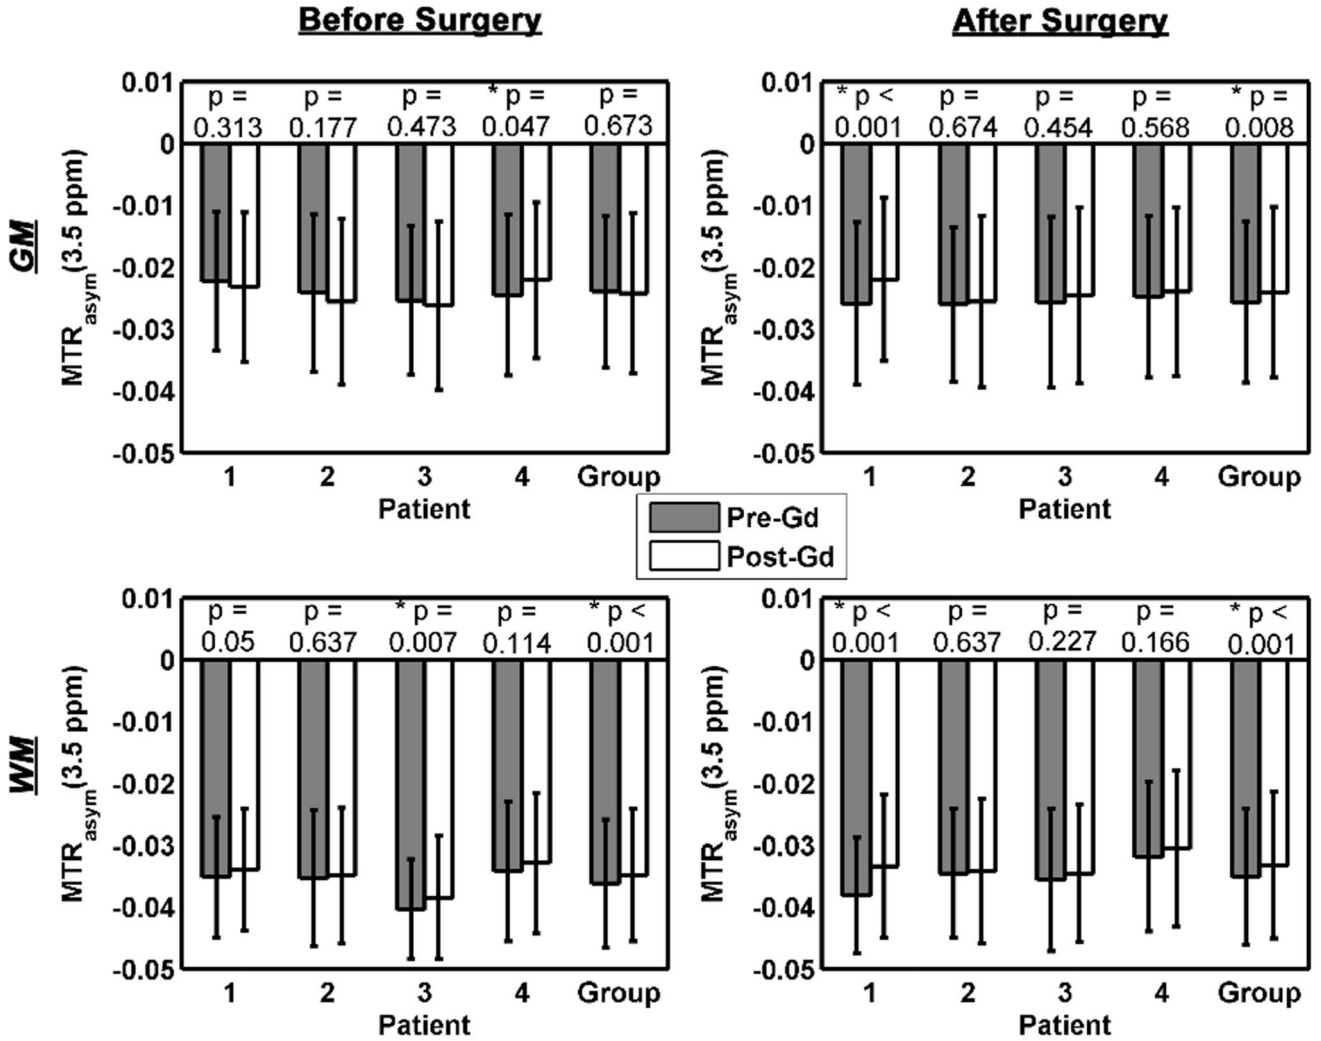 Before Surgery
After Surgery
GM
MTRasym(3.5 ppm)
0.01
0
-0.01
-0.02
-0.03
-0.04
-0.05
p = p = p = * p = p =
0.313 0.177 0.473 0.047 0.673
1 2 3 4 Group
Patient
MTRasym(3.5 ppm)
0.01
0
-0.01
-0.02
-0.03
-0.04
-0.05
* p < p = p = p = * p =
0.001 0.674 0.454 0.568 0.008
1 2 3 4 Group
Patient
Pre-Gd
Post-Gd
WM
MTRasym(3.5 ppm)
0.01
0
-0.01
-0.02
-0.03
-0.04
-0.05
p = p = * p = p = * p <
0.05 0.637 0.007 0.114 0.001
1 2 3 4 Group
Patient
MTRasym(3.5 ppm)
0.01
0
-0.01
-0.02
-0.03
-0.04
-0.05
* p < p = p = p = * p <
0.001 0.637 0.227 0.166 0.001
1 2 3 4 Group
Patient